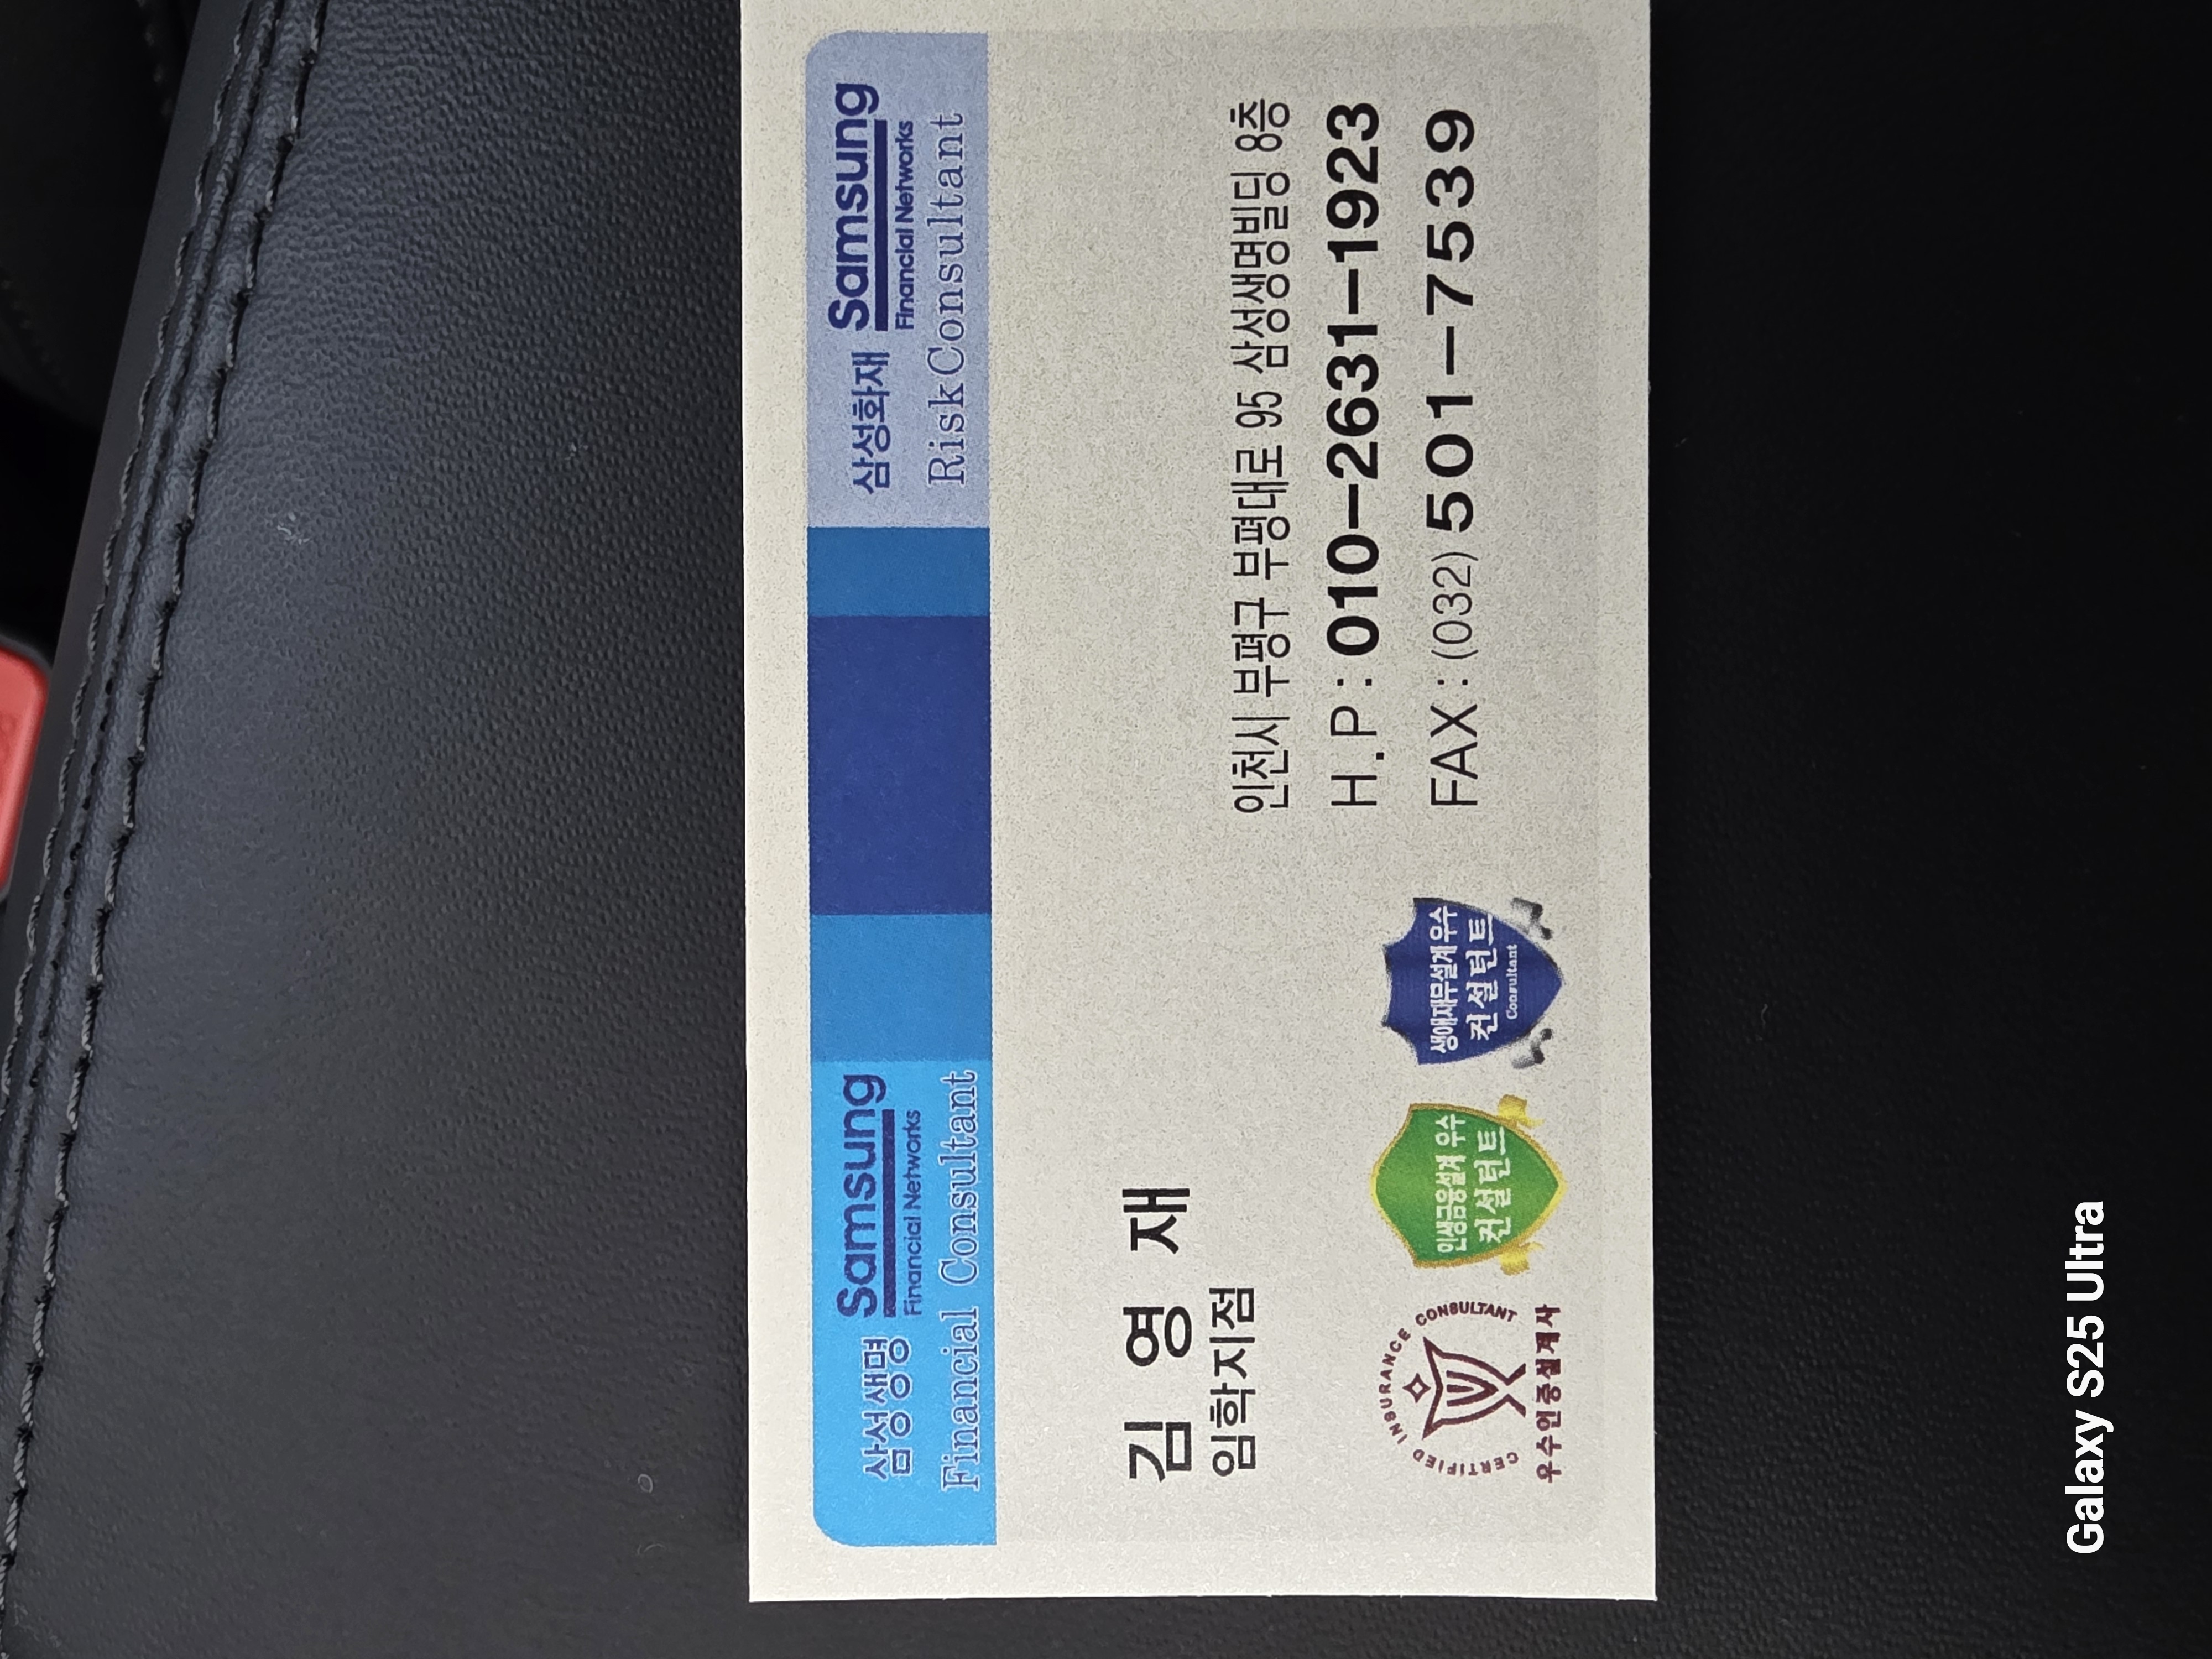 삼성생명 Samsung
Financial Networks
Financial Consultant
삼성화재 Samsung
Financial Networks
Risk Consultant
김영재
임학지점
인천시 부평구 부평대로 95 삼성생명빌딩 8층
H.P : 010-2631-1923
FAX : (032) 501-7539
CERTIFIED INSURANCE CONSULTANT
우수인증설계사
인생금융설계 우수
컨설턴트
생애재무설계우수
컨설턴트
Consultant
Galaxy S25 Ultra